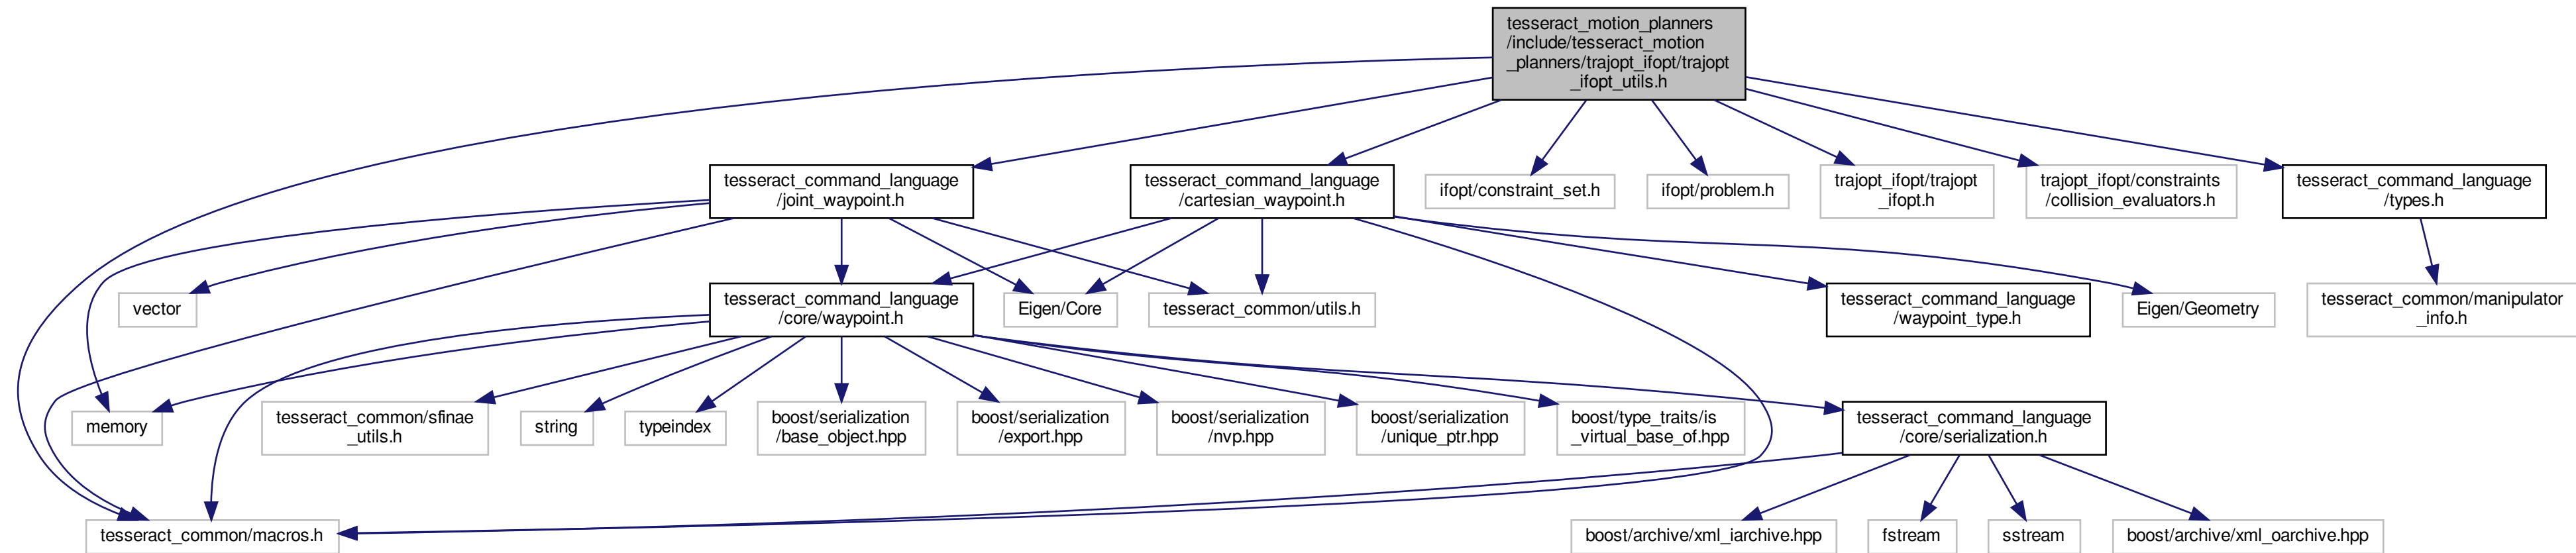 tesseract_motion_planners
/include/tesseract_motion
_planners/trajopt_ifopt/trajopt
_ifopt_utils.h
tesseract_command_language
/joint_waypoint.h
tesseract_command_language
/cartesian_waypoint.h
ifopt/constraint_set.h
ifopt/problem.h
trajopt_ifopt/trajopt
_ifopt.h
trajopt_ifopt/constraints
/collision_evaluators.h
tesseract_command_language
/types.h
vector
tesseract_command_language
/core/waypoint.h
Eigen/Core
tesseract_common/utils.h
tesseract_command_language
/waypoint_type.h
Eigen/Geometry
tesseract_common/manipulator
_info.h
memory
tesseract_common/sfinae
_utils.h
string
typeindex
boost/serialization
/base_object.hpp
boost/serialization
/export.hpp
boost/serialization
/nvp.hpp
boost/serialization
/unique_ptr.hpp
boost/type_traits/is
_virtual_base_of.hpp
tesseract_command_language
/core/serialization.h
tesseract_common/macros.h
boost/archive/xml_iarchive.hpp
fstream
sstream
boost/archive/xml_oarchive.hpp